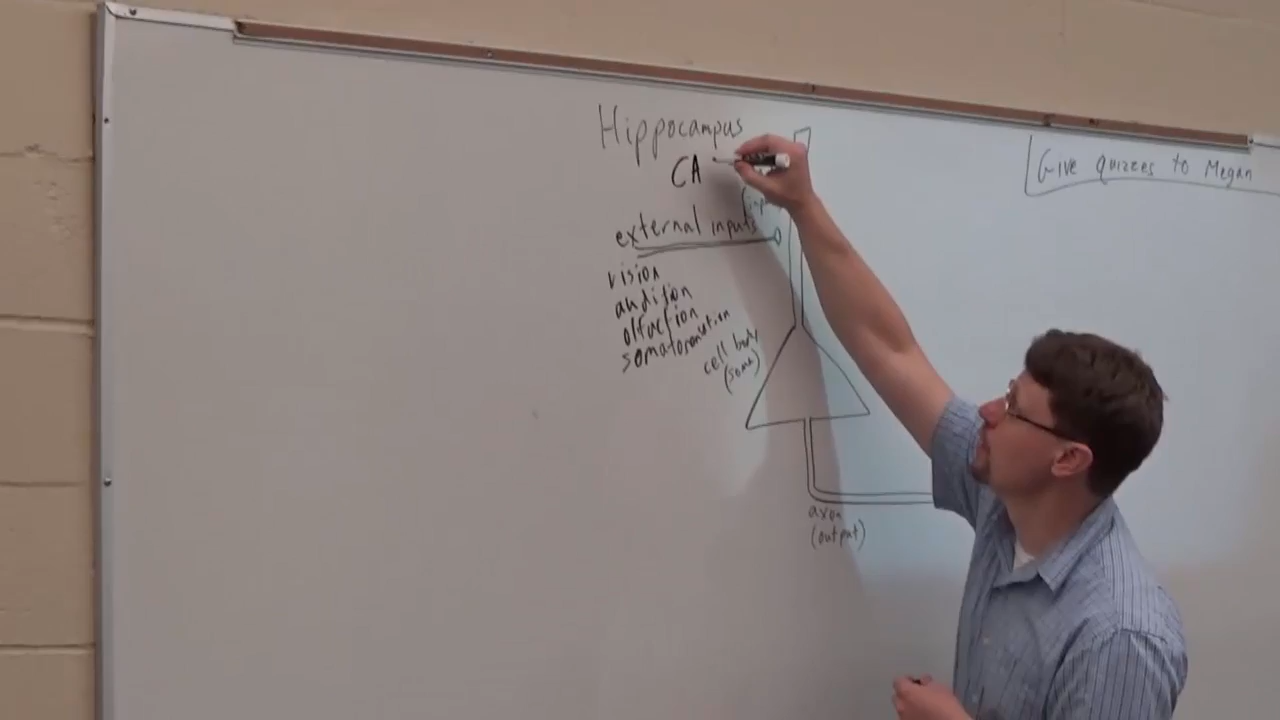 Hippocampus
CA
external inputs
vision
audition
olfaction
somatosensation
cell body
(soma)
axon
(output)
Give quizzes to Megan